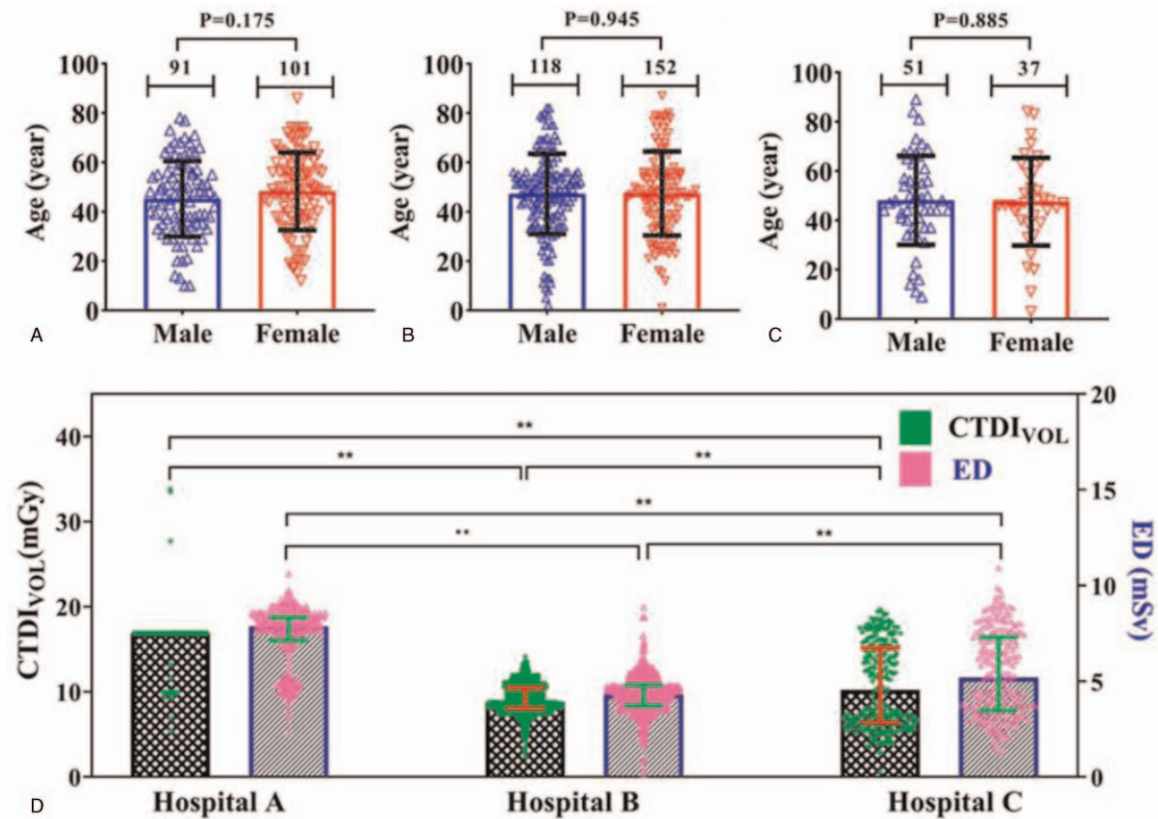 P=0.175
91 101
100
80
60
40
20
0
Age (year)
Male Female
A
P=0.945
118 152
100
80
60
40
20
0
Age (year)
Male Female
B
P=0.885
51 37
100
80
60
40
20
0
Age (year)
Male Female
C
CTDIVOL(mGy)
40
30
20
10
0
**
** **
**
** **
CTDIVOL
ED
20
15
10
5
0
ED (mSv)
Hospital A Hospital B Hospital C
D